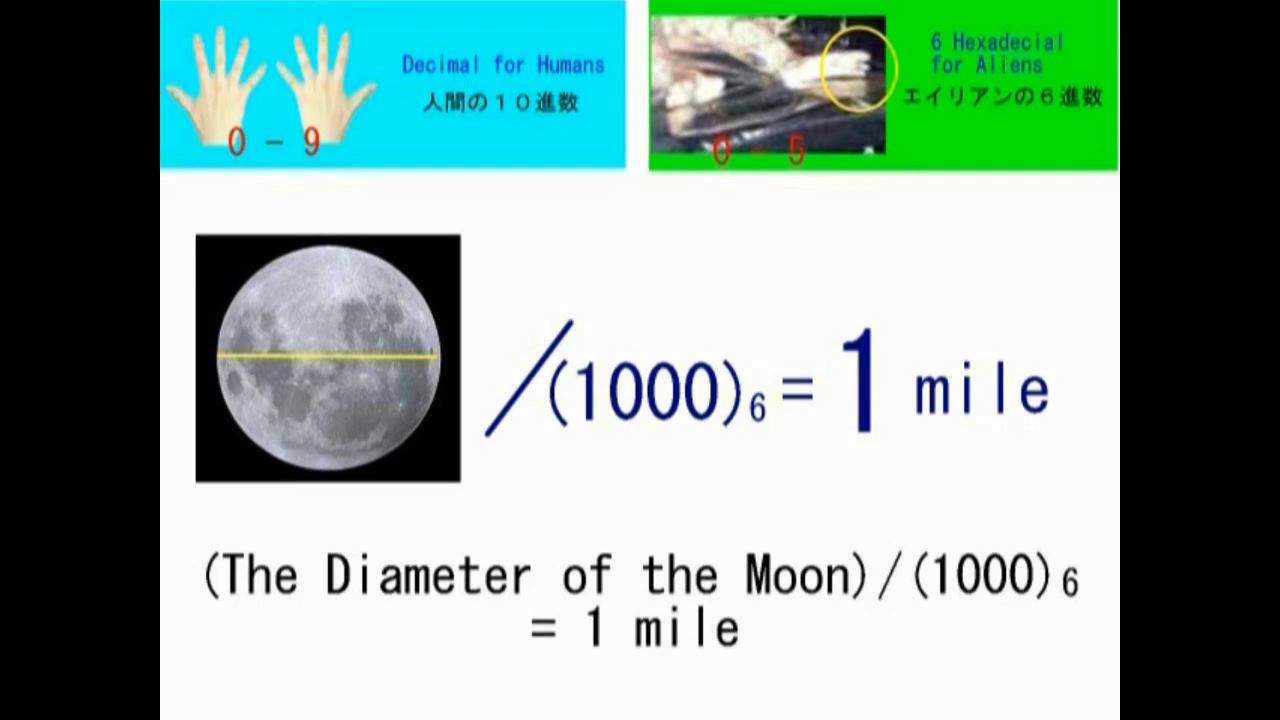 Decimal for Humans
人間の１０進数
0 - 9
6 Hexadecial
for Aliens
エイリアンの６進数
0 - 5
/(1000)6 = 1 mile
(The Diameter of the Moon)/(1000)6
= 1 mile